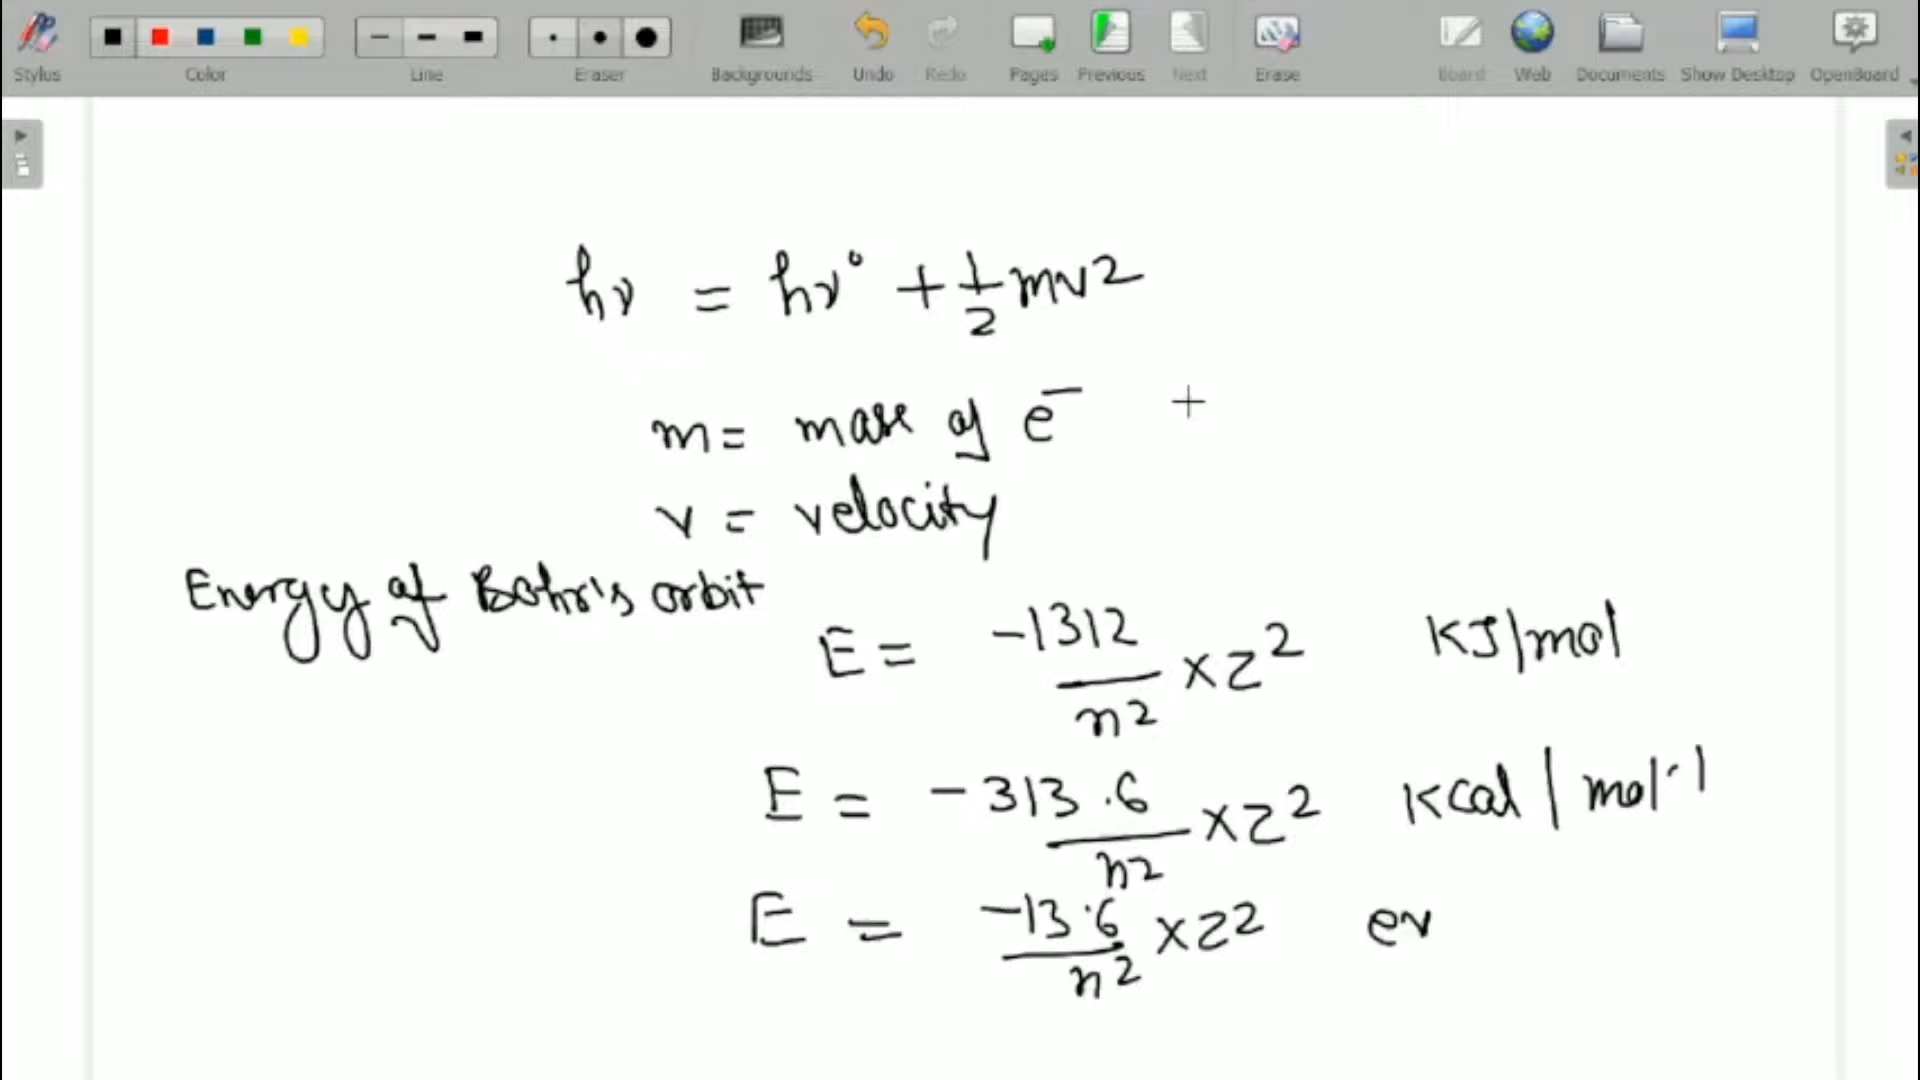 Stylus Color Line Eraser Backgrounds Undo Redo Pages Previous Next Erase Board Web Documents Show Desktop OpenBoard
hν = hν° + 1/2 mv2
m = mass of e⁻
v = velocity
Energy of Bohr's orbit
E = -1312/n² × Z² KJ/mol
E = -313.6/n² × Z² Kcal/mol-1
E = -13.6/n² × Z² ev